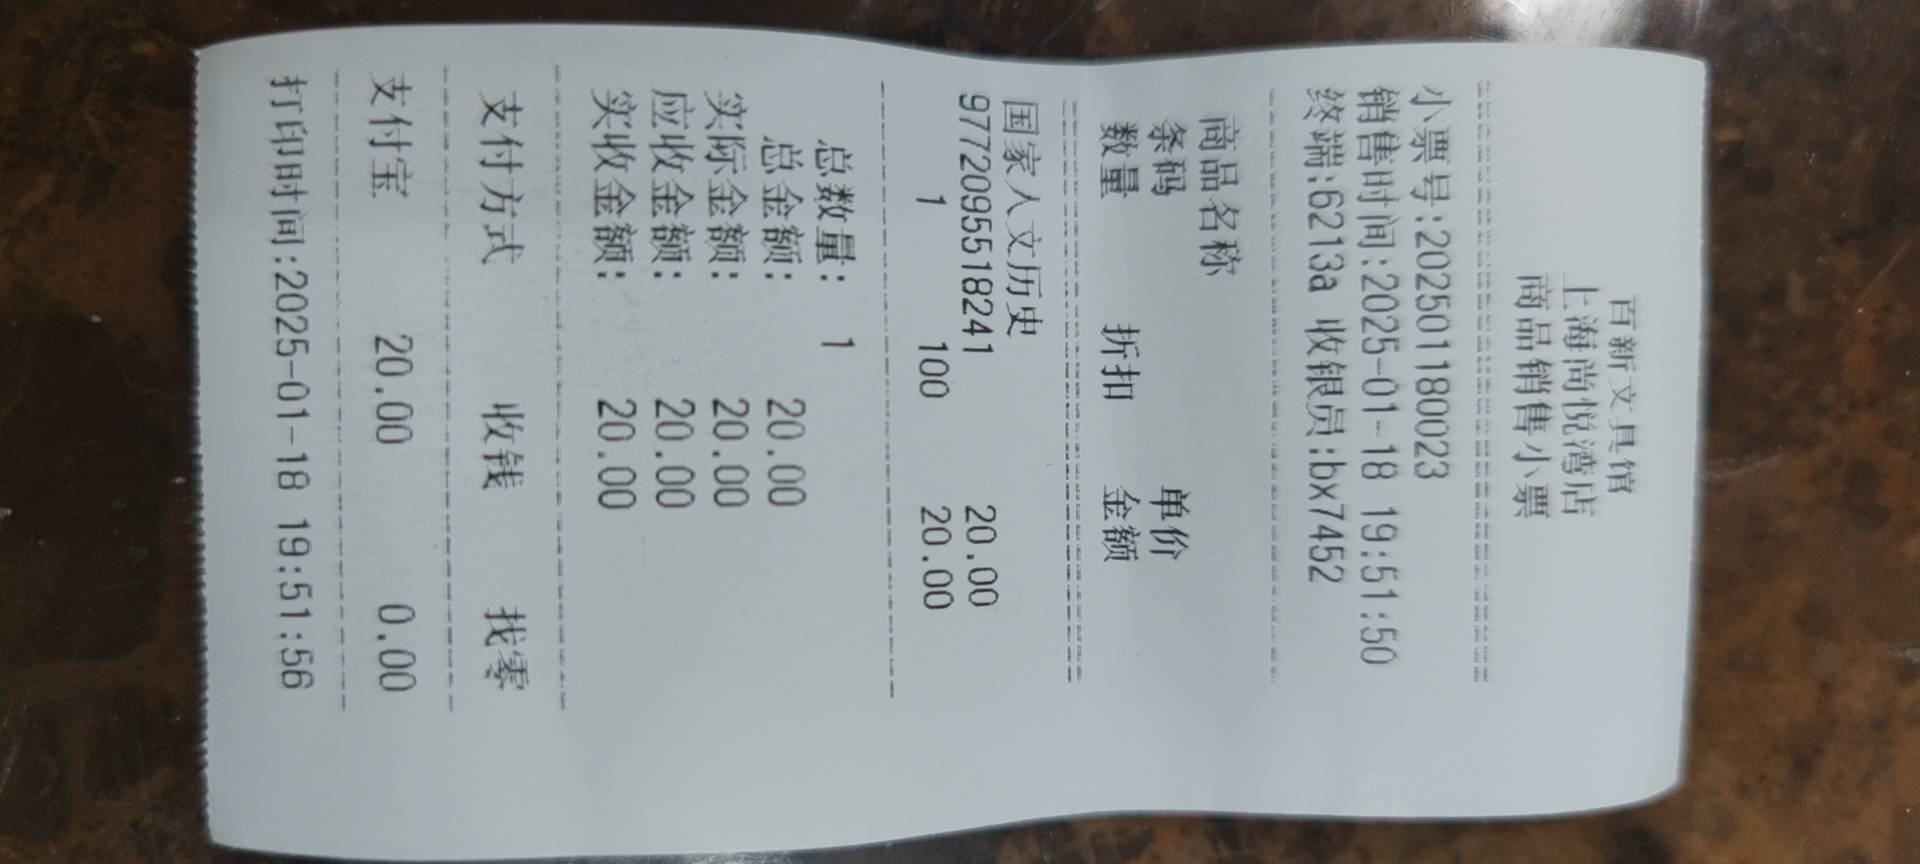 百新文具馆
上海尚悦湾店
商品销售小票
小票号:202501180023
销售时间:2025-01-18 19:51:50
终端:6213a 收银员:bx7452
商品名称
条码 单价
数量 折扣 金额
国家人文历史
9772095518241 20.00
1 100 20.00
总数量: 1
总金额: 20.00
实际金额: 20.00
应收金额: 20.00
实收金额: 20.00
支付方式 收钱 找零
支付宝 20.00 0.00
打印时间:2025-01-18 19:51:56